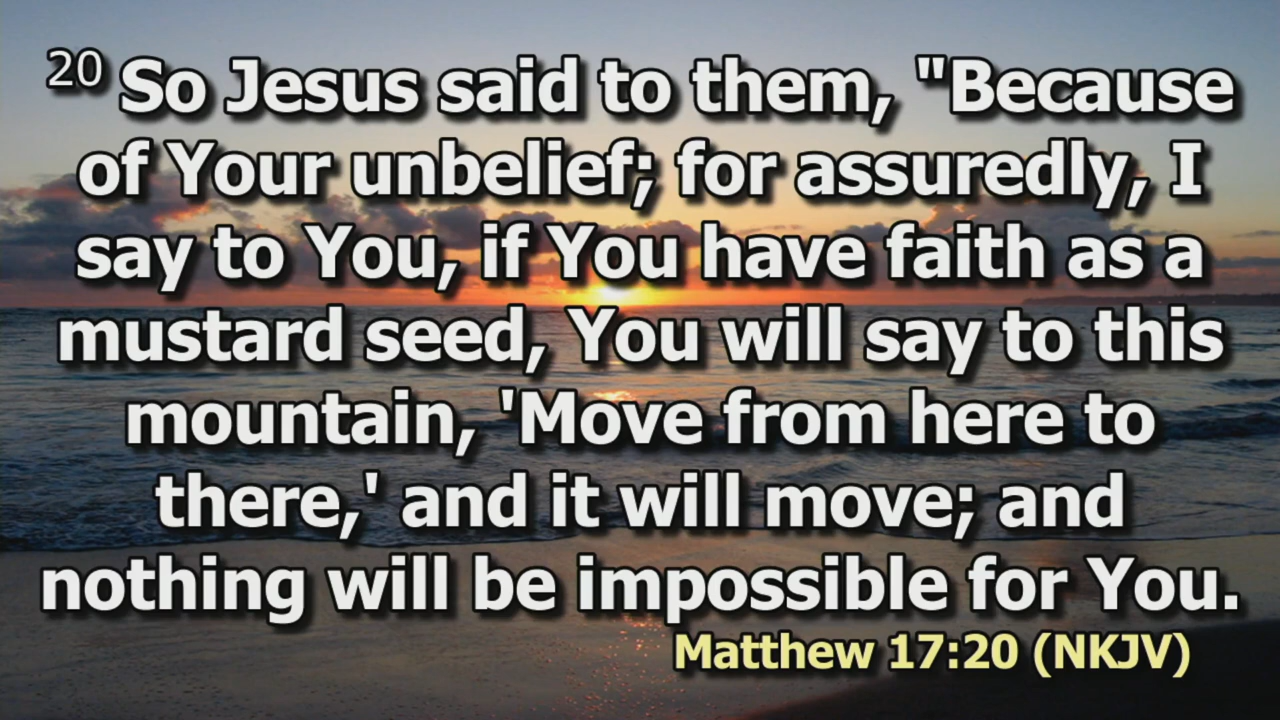 20 So Jesus said to them, "Because
of Your unbelief; for assuredly, I
say to You, if You have faith as a
mustard seed, You will say to this
mountain, 'Move from here to
there,' and it will move; and
nothing will be impossible for You.
Matthew 17:20 (NKJV)